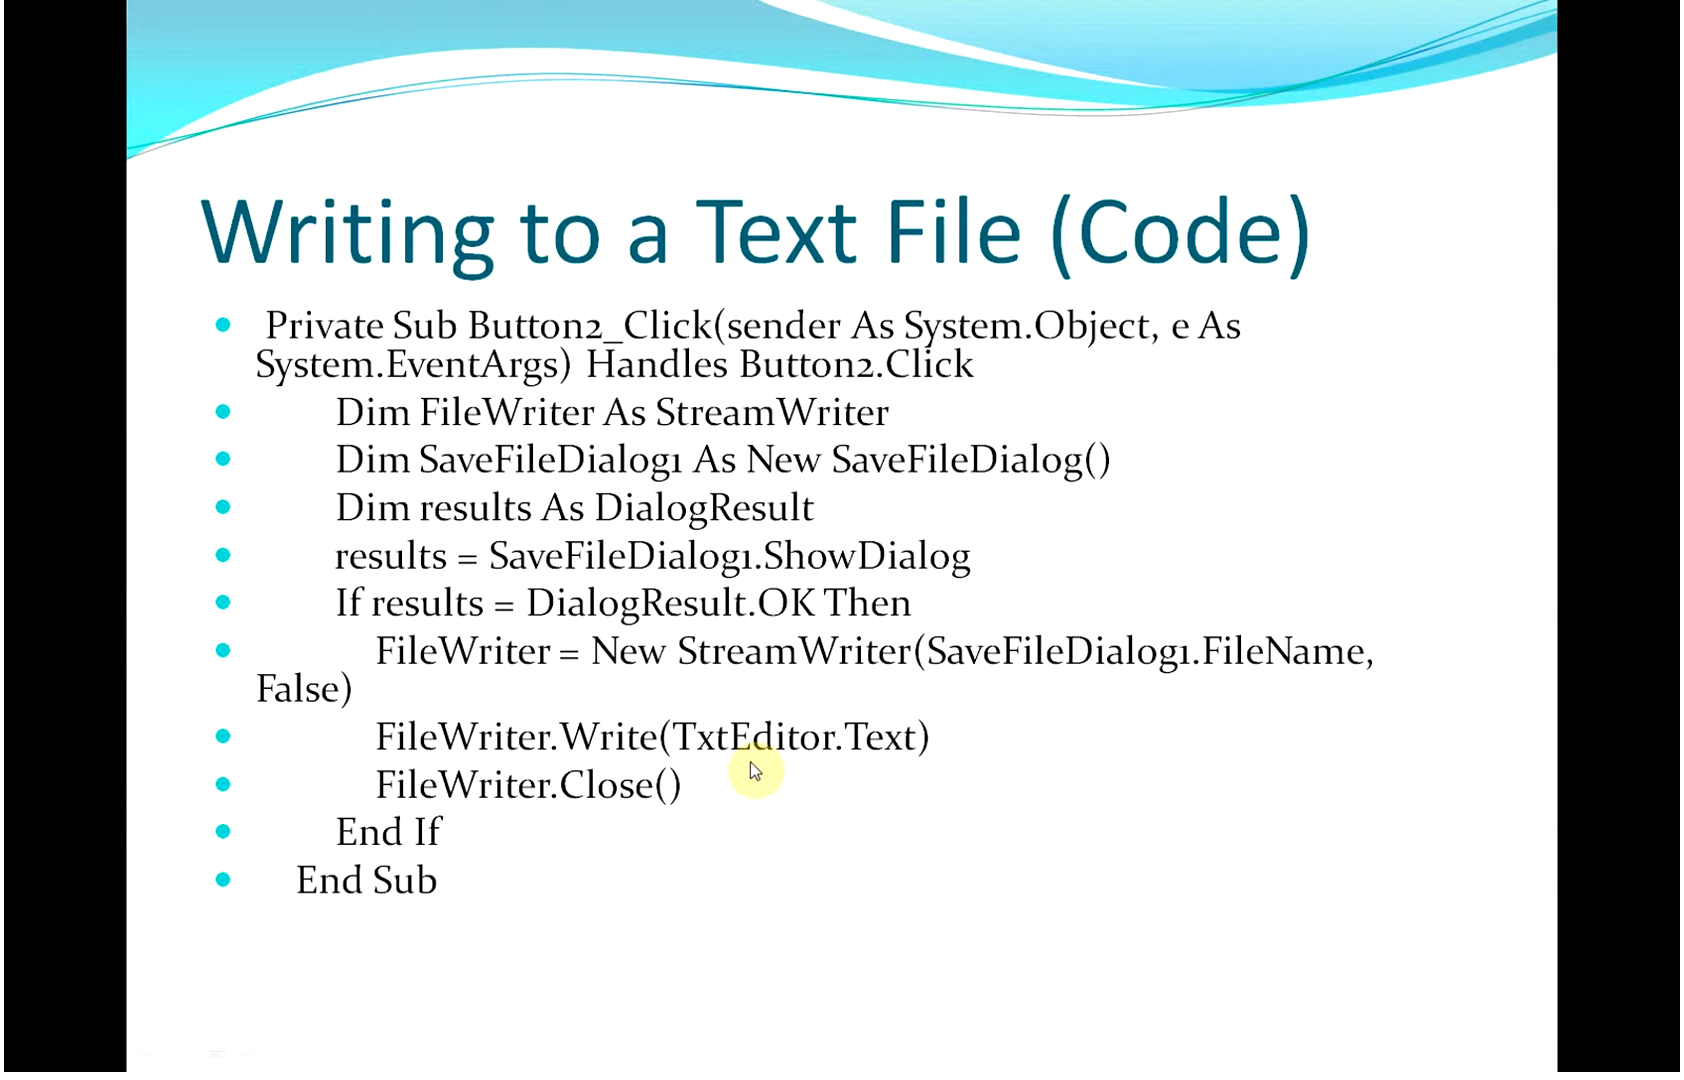 Writing to a Text File (Code)
Private Sub Button2_Click(sender As System.Object, e As
System.EventArgs) Handles Button2.Click
Dim FileWriter As StreamWriter
Dim SaveFileDialog1 As New SaveFileDialog()
Dim results As DialogResult
results = SaveFileDialog1.ShowDialog
If results = DialogResult.OK Then
FileWriter = New StreamWriter(SaveFileDialog1.FileName,
False)
FileWriter.Write(TxtEditor.Text)
FileWriter.Close()
End If
End Sub